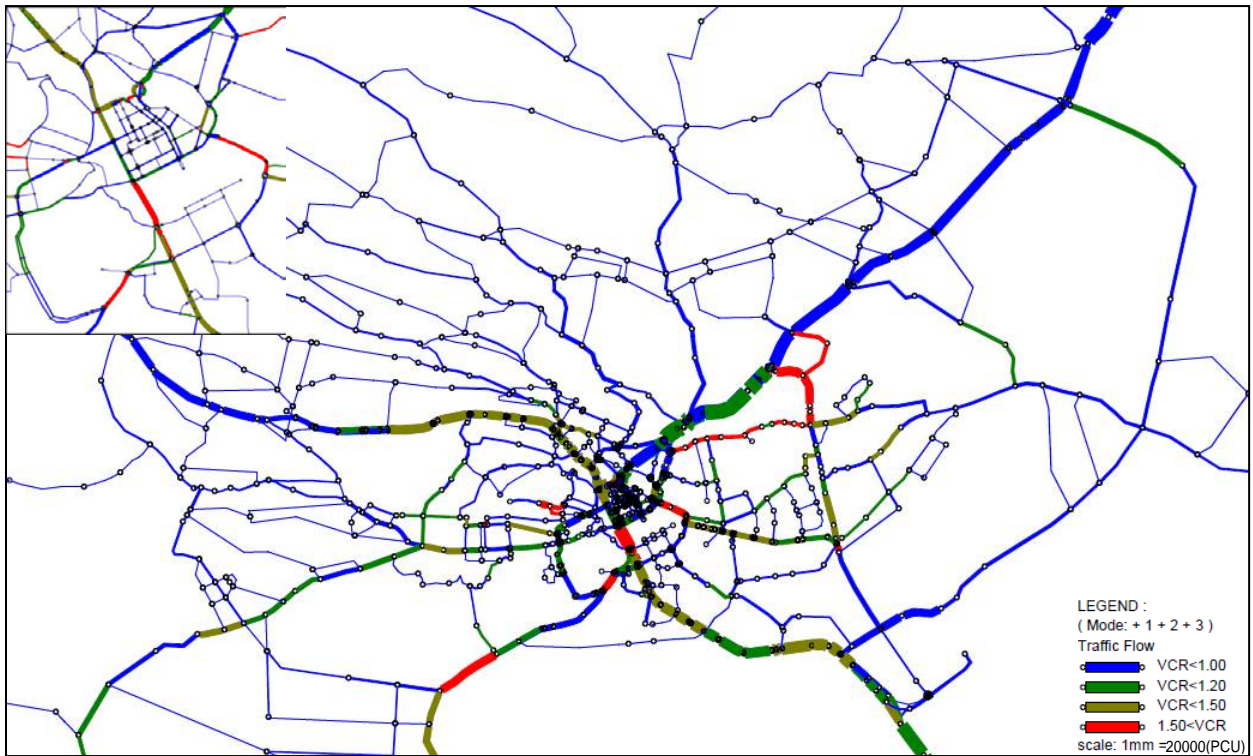 LEGEND :
( Mode: + 1 + 2 + 3 )
Traffic Flow
VCR<1.00
VCR<1.20
VCR<1.50
1.50<VCR
scale: 1mm =20000(PCU)